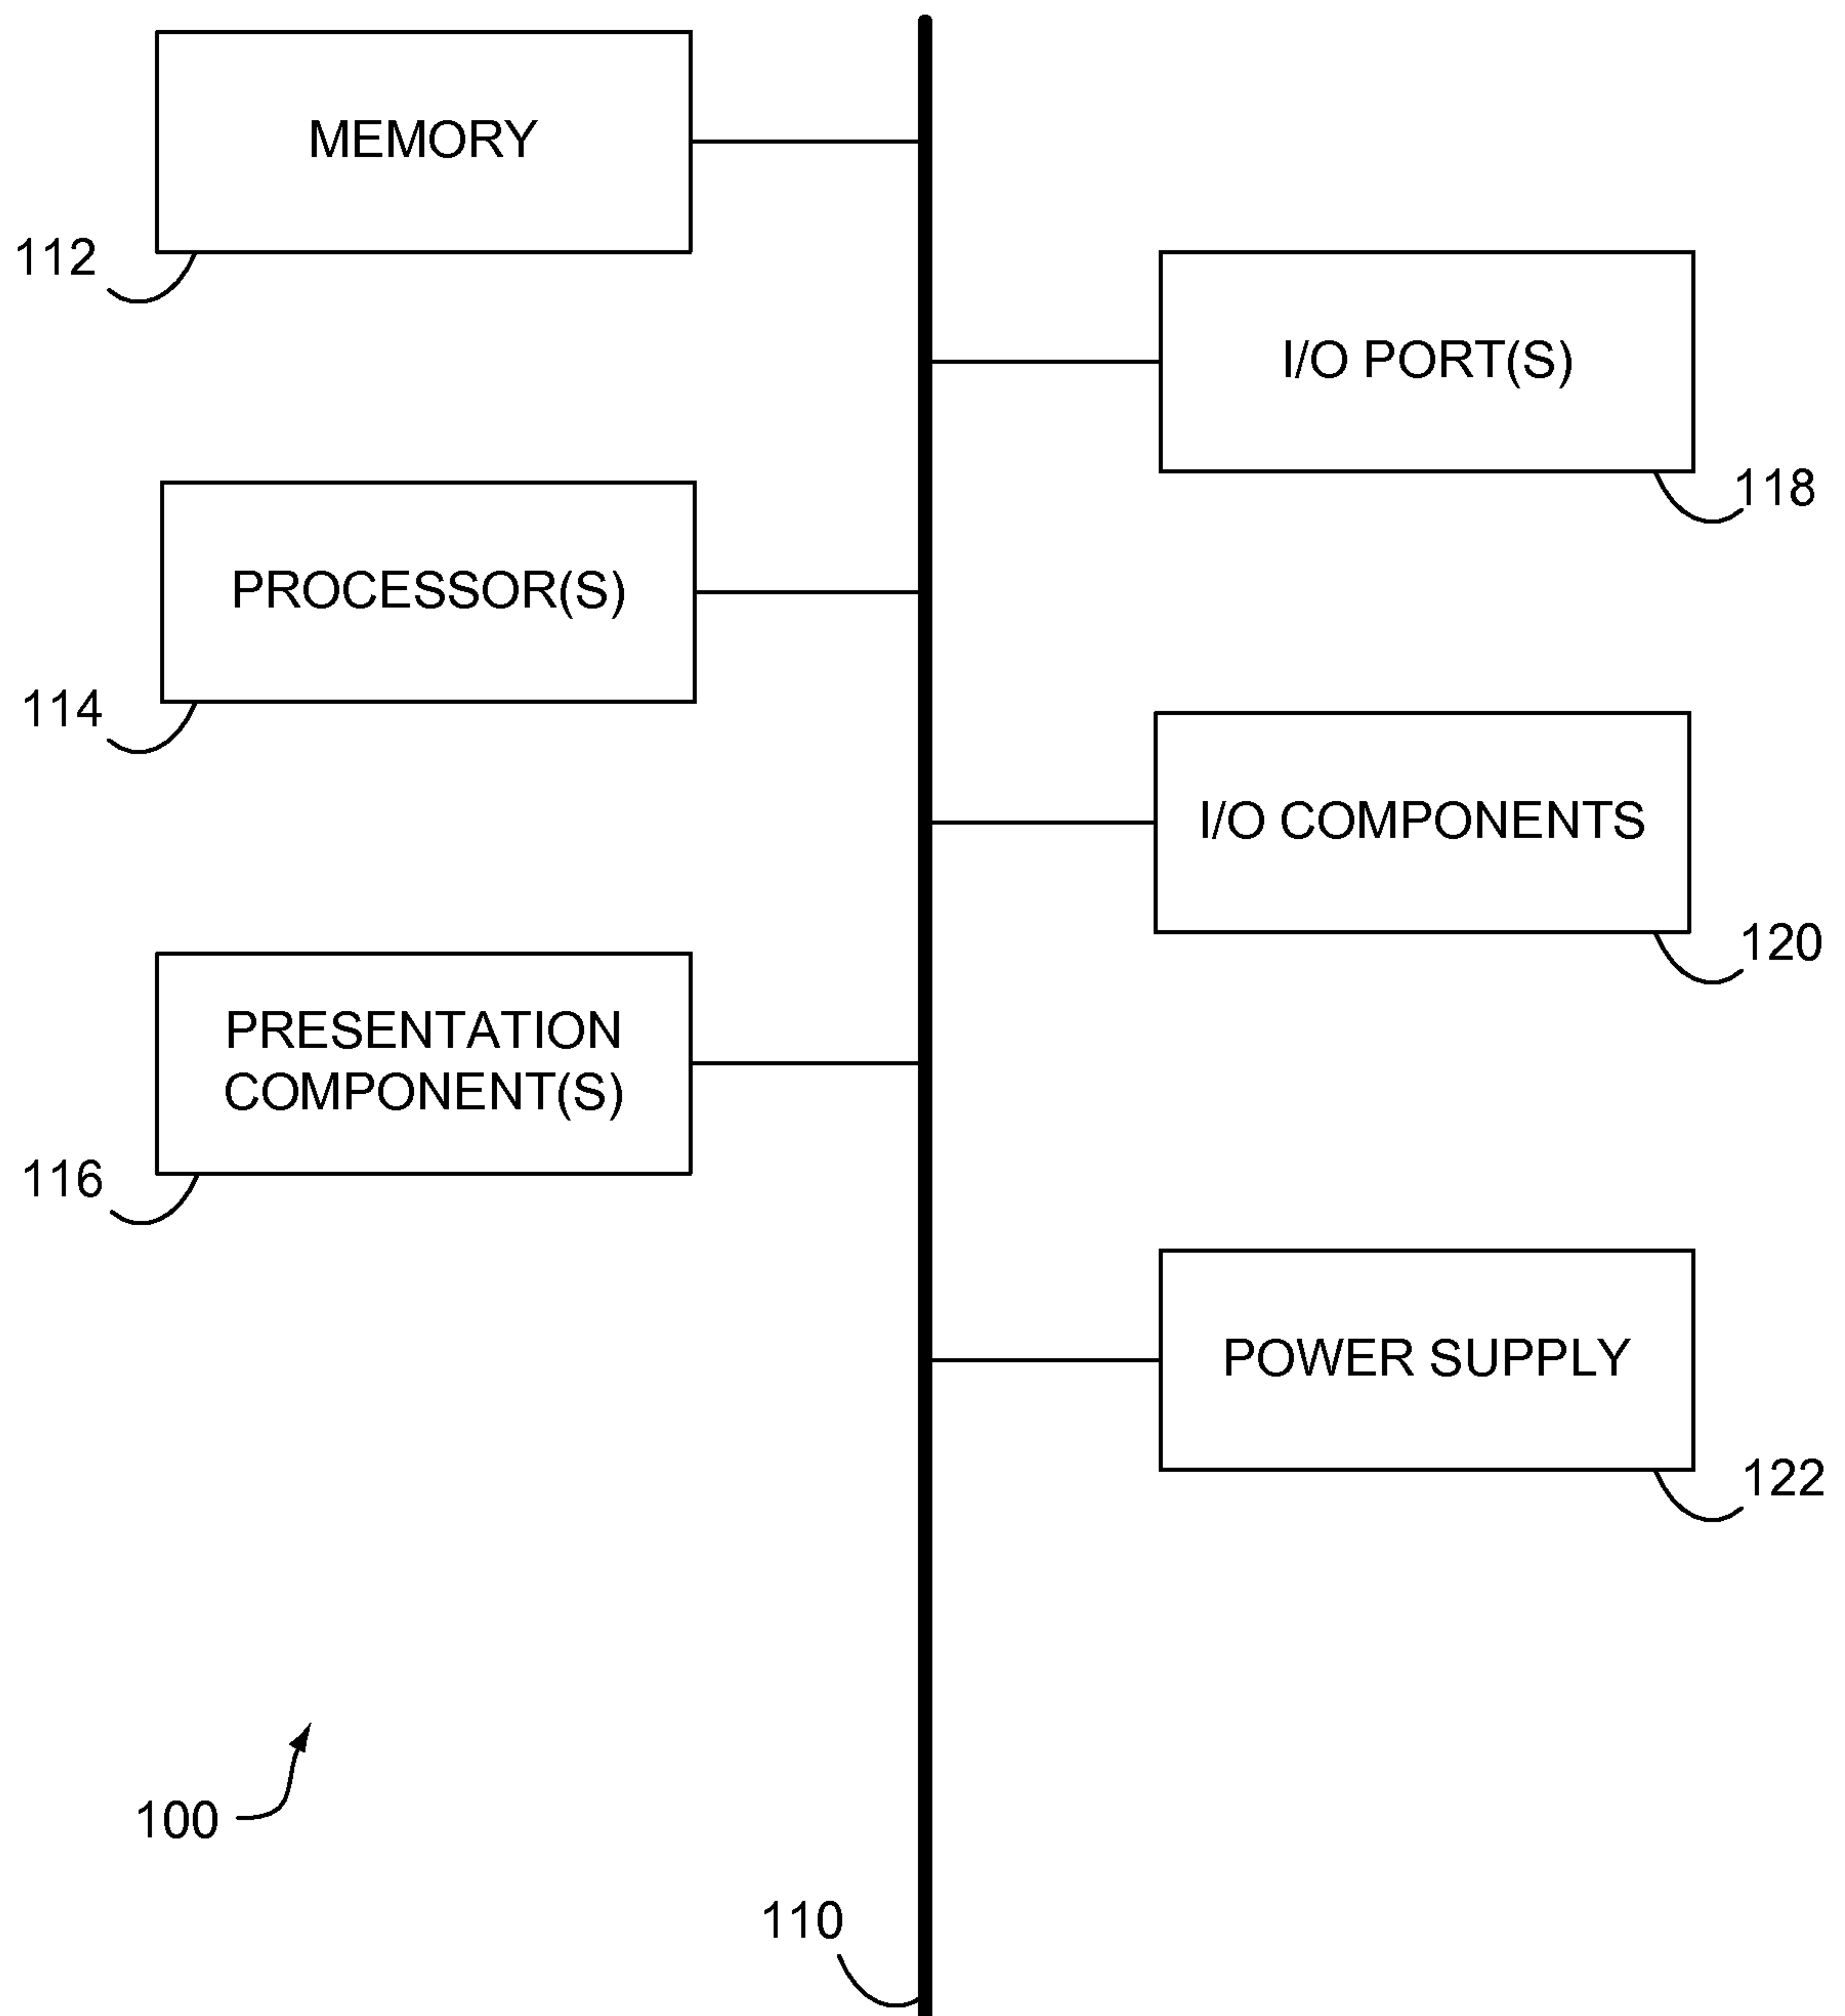 MEMORY
112
I/O PORT(S)
118
PROCESSOR(S)
114
I/O COMPONENTS
120
PRESENTATION
COMPONENT(S)
116
POWER SUPPLY
122
100
110